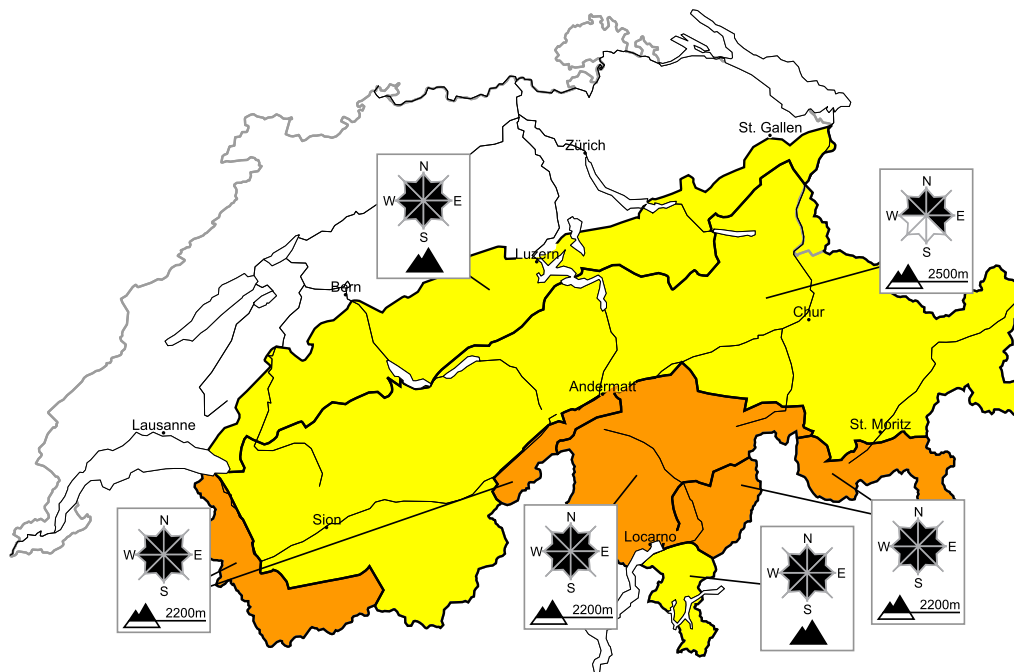 St. Gallen
Zürich
N
W E
S
N
W E
S
2500m
Luzern
Bern
Chur
Andermatt
Lausanne
St. Moritz
Sion
Locarno
N
W E
S
2200m
N
W E
S
2200m
N
W E
S
N
W E
S
2200m